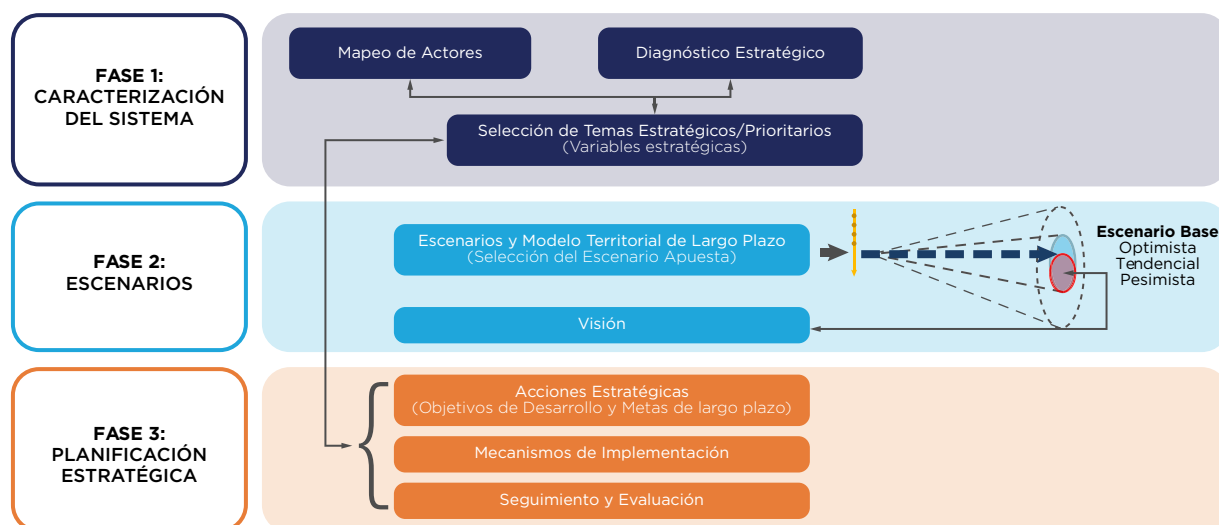 FASE 1:
CARACTERIZACIÓN
DEL SISTEMA
Mapeo de Actores
Diagnóstico Estratégico
Selección de Temas Estratégicos/Prioritarios
(Variables estratégicas)
FASE 2:
ESCENARIOS
Escenarios y Modelo Territorial de Largo Plazo
(Selección del Escenario Apuesta)
Escenario Base
Optimista
Tendencial
Pesimista
Visión
FASE 3:
PLANIFICACIÓN
ESTRATÉGICA
Acciones Estratégicas
(Objetivos de Desarrollo y Metas de largo plazo)
Mecanismos de Implementación
Seguimiento y Evaluación